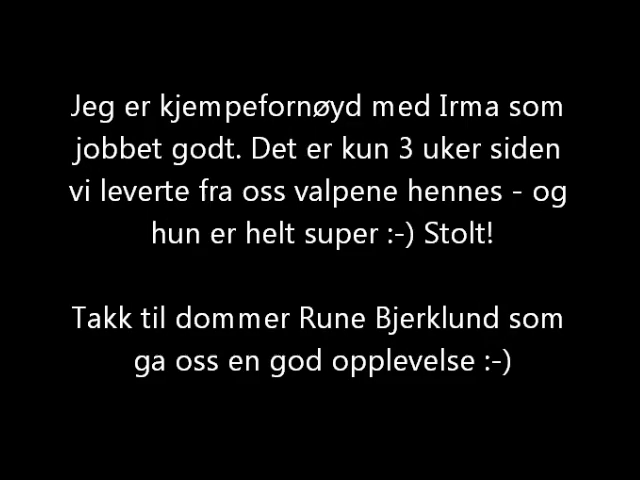 Jeg er kjempefornøyd med Irma som
jobbet godt. Det er kun 3 uker siden
vi leverte fra oss valpene hennes - og
hun er helt super :-) Stolt!
Takk til dommer Rune Bjerklund som
ga oss en god opplevelse :-)